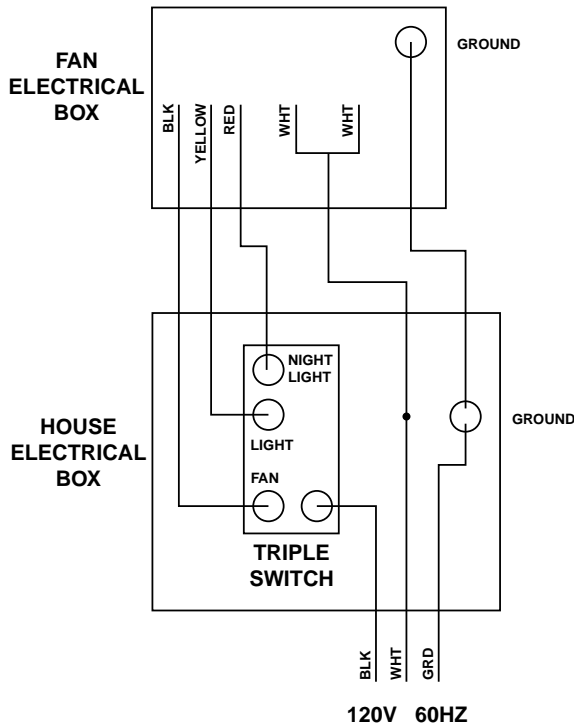 FAN
ELECTRICAL
BOX
GROUND
BLK
YELLOW
RED
WHT
WHT
HOUSE
ELECTRICAL
BOX
NIGHT
LIGHT
LIGHT
FAN
GROUND
TRIPLE
SWITCH
BLK
WHT
GRD
120V 60HZ